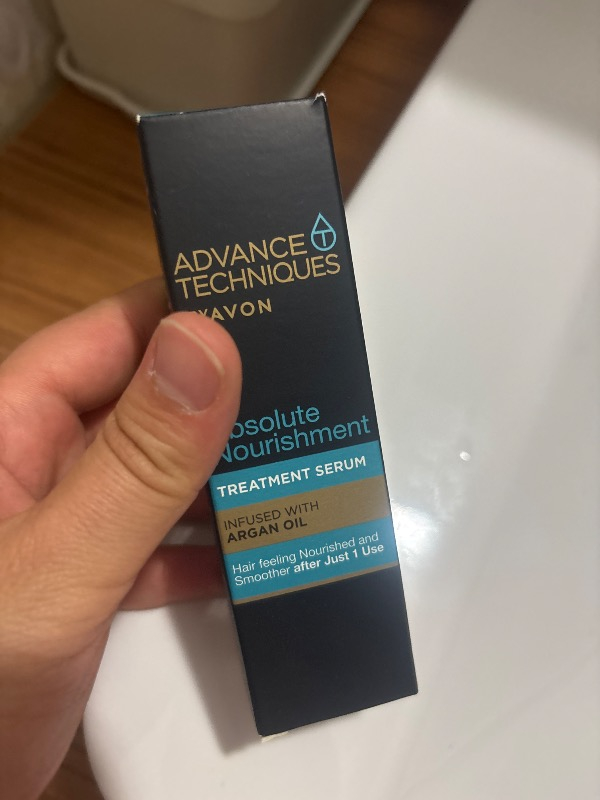 ADVANCE
TECHNIQUES
AVON
bsolute
Nourishment
TREATMENT SERUM
INFUSED WITH
ARGAN OIL
Hair feeling Nourished and
Smoother after Just 1 Use